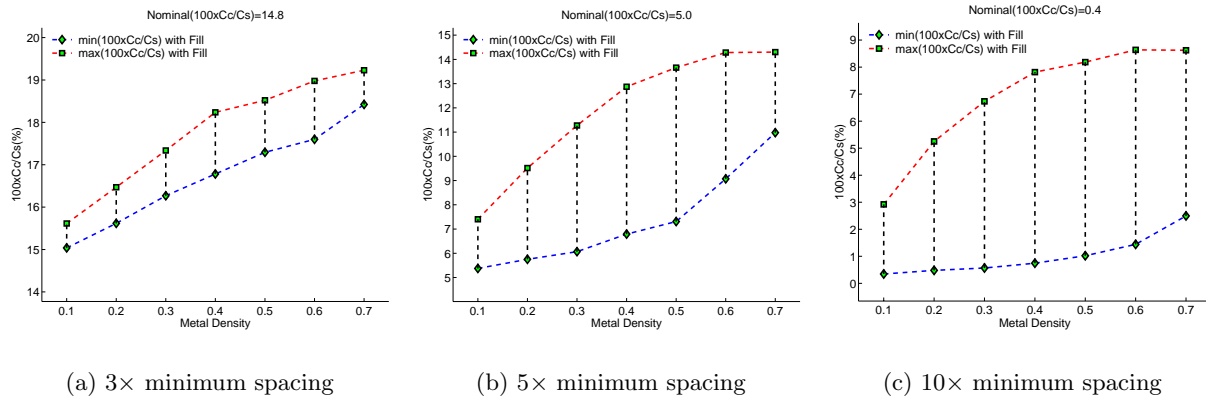 Nominal(100xCc/Cs)=14.8
min(100xCc/Cs) with Fill
max(100xCc/Cs) with Fill
100xCc/Cs(%)
20
19
18
17
16
15
14
0.1 0.2 0.3 0.4 0.5 0.6 0.7
Metal Density
(a) 3× minimum spacing
Nominal(100xCc/Cs)=5.0
min(100xCc/Cs) with Fill
max(100xCc/Cs) with Fill
100xCc/Cs(%)
15
14
13
12
11
10
9
8
7
6
5
0.1 0.2 0.3 0.4 0.5 0.6 0.7
Metal Density
(b) 5× minimum spacing
Nominal(100xCc/Cs)=0.4
min(100xCc/Cs) with Fill
max(100xCc/Cs) with Fill
100xCc/Cs(%)
9
8
7
6
5
4
3
2
1
0
0.1 0.2 0.3 0.4 0.5 0.6 0.7
Metal Density
(c) 10× minimum spacing